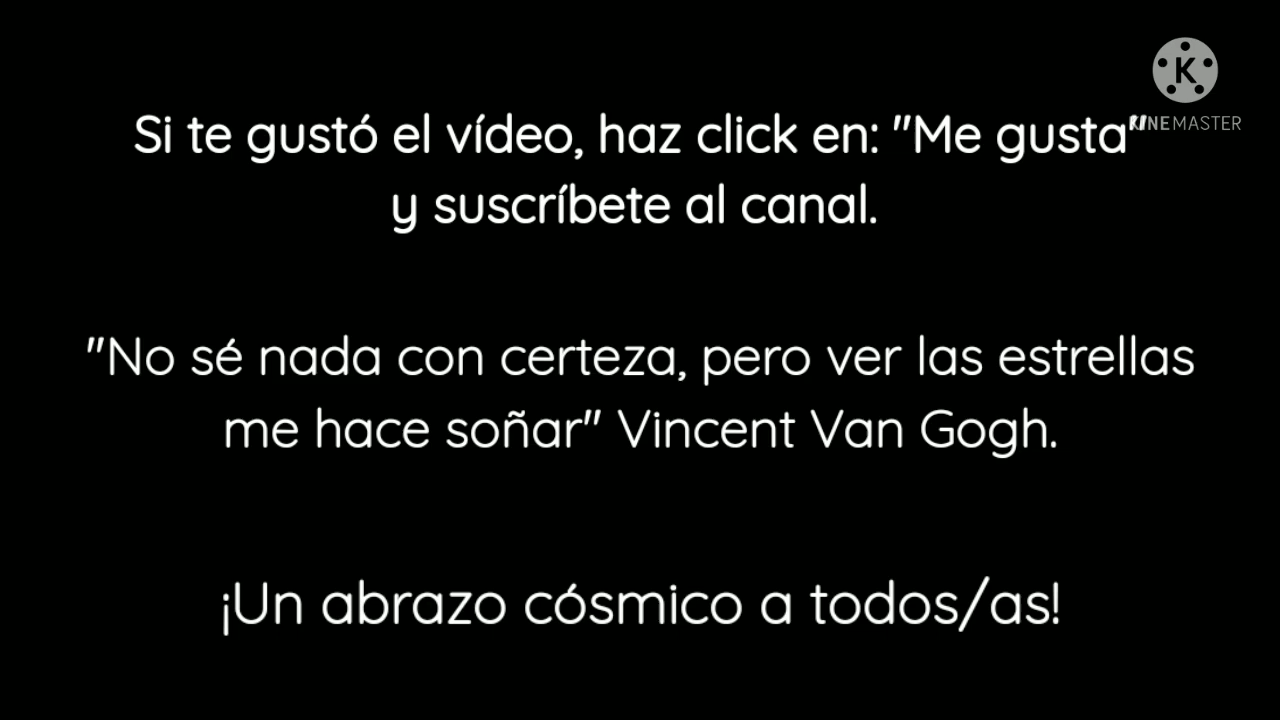 Si te gustó el vídeo, haz click en: "Me gusta"
KINEMASTER
y suscríbete al canal.
"No sé nada con certeza, pero ver las estrellas
me hace soñar" Vincent Van Gogh.
¡Un abrazo cósmico a todos/as!